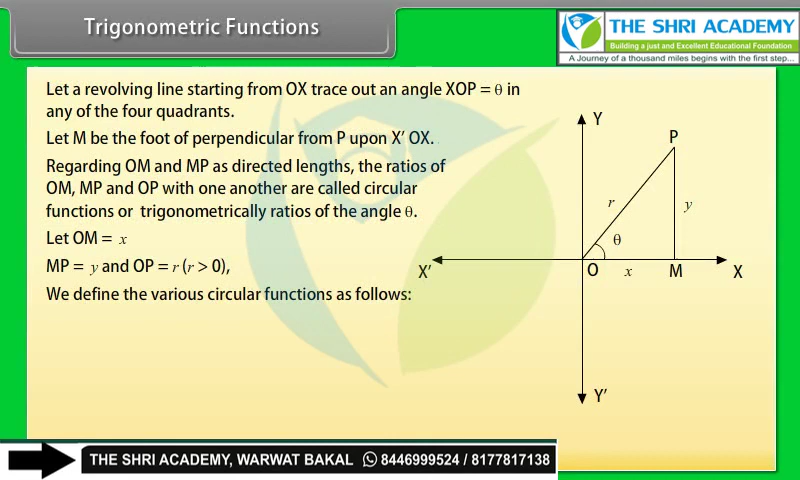 Trigonometric Functions
THE SHRI ACADEMY
Building a just and Excellent Educational Foundation
A Journey of a thousand miles begins with the first step...
Let a revolving line starting from OX trace out an angle XOP = θ in
any of the four quadrants.
Let M be the foot of perpendicular from P upon X′ OX.
Regarding OM and MP as directed lengths, the ratios of
OM, MP and OP with one another are called circular
functions or trigonometrically ratios of the angle θ.
Let OM = x
MP = y and OP = r (r > 0),
We define the various circular functions as follows:
Y
P
r
y
θ
X′
O
x
M
X
Y′
THE SHRI ACADEMY, WARWAT BAKAL 8446999524 / 8177817138